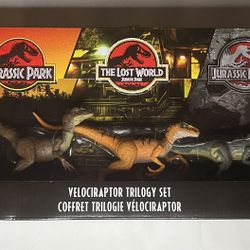 JURASSIC PARK
THE LOST WORLD
JURASSIC PARK
JURASSIC
VELOCIRAPTOR TRILOGY SET
COFFRET TRILOGIE VÉLOCIRAPTOR